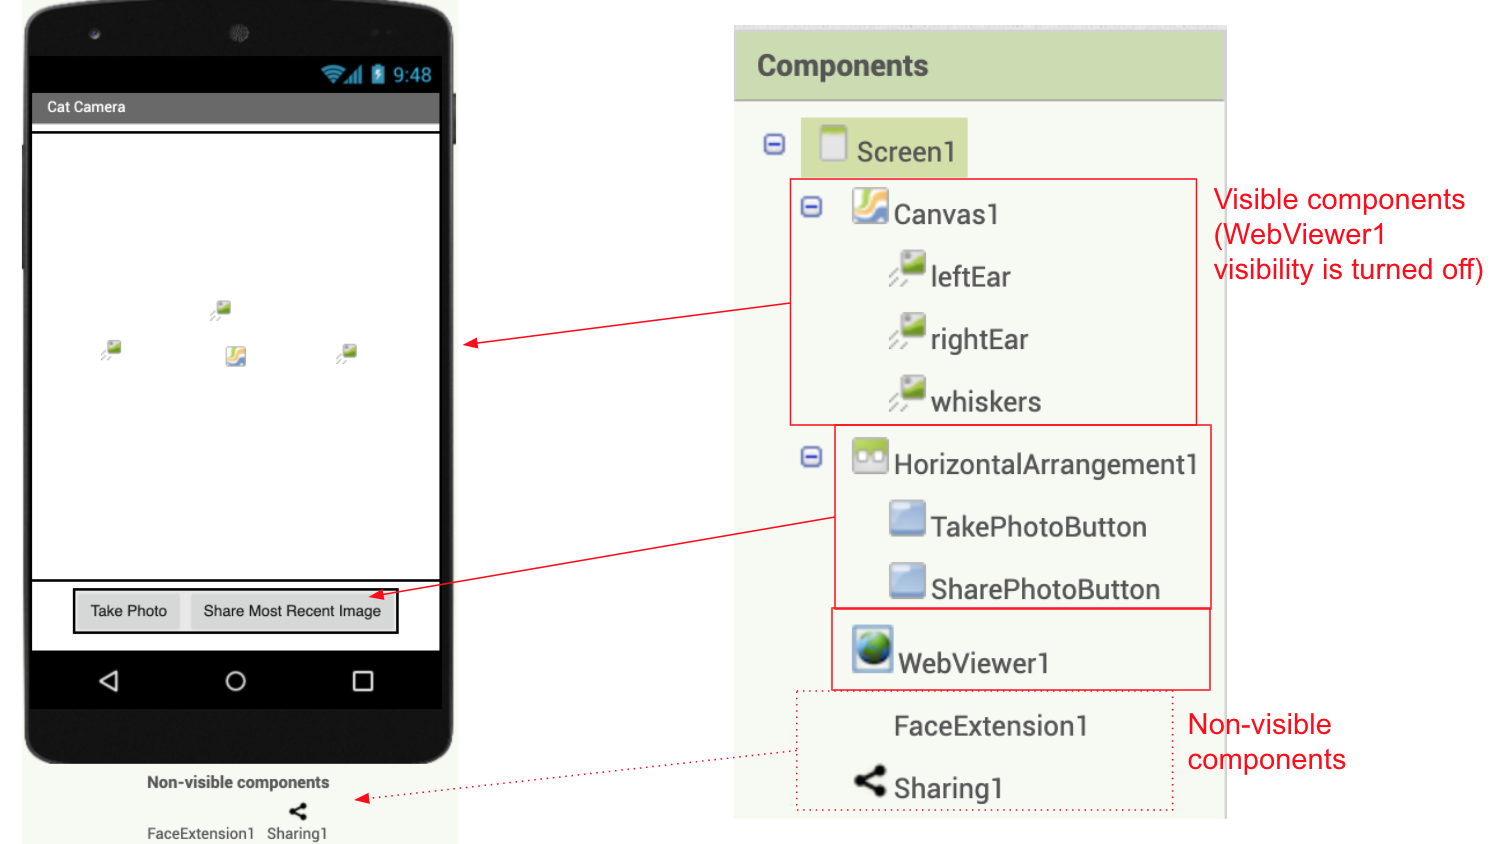 9:48
Cat Camera
Take Photo
Share Most Recent Image
Non-visible components
FaceExtension1
Sharing1
Components
Screen1
Canvas1
leftEar
rightEar
whiskers
HorizontalArrangement1
TakePhotoButton
SharePhotoButton
WebViewer1
FaceExtension1
Sharing1
Visible components
(WebViewer1
visibility is turned off)
Non-visible
components